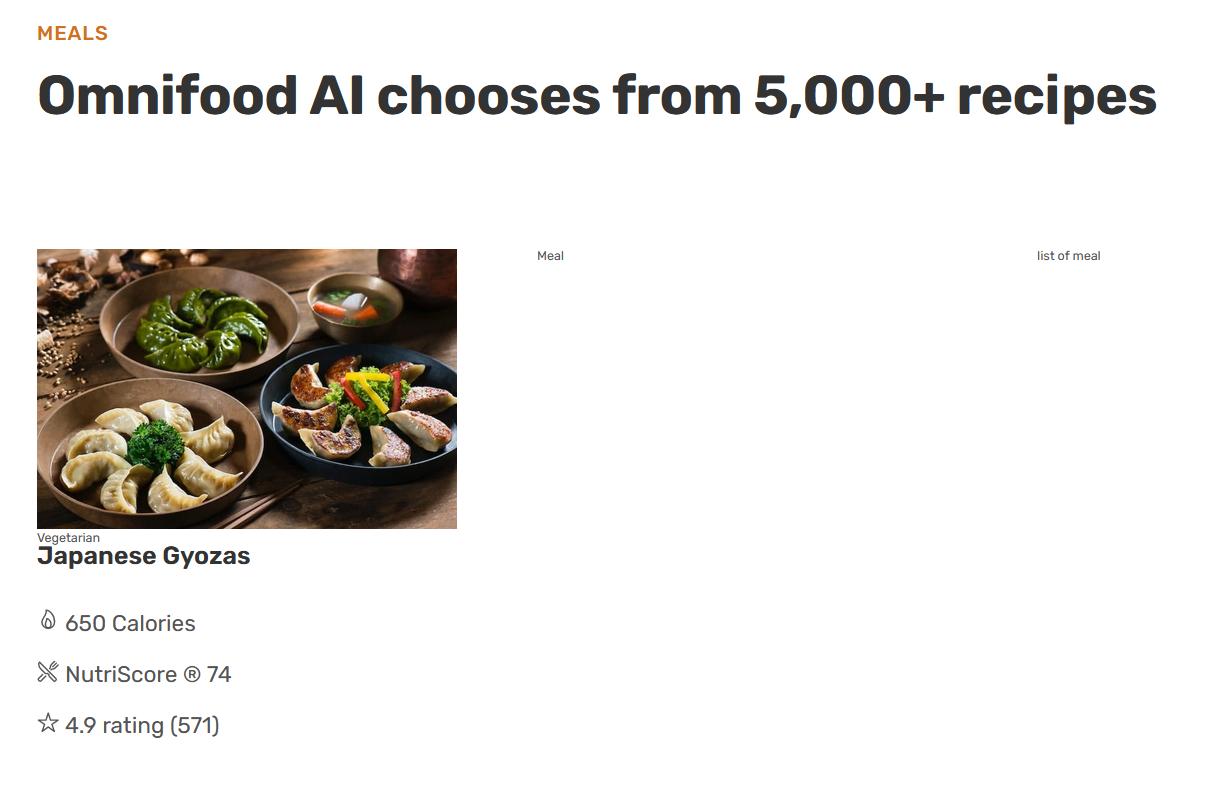 MEALS
Omnifood AI chooses from 5,000+ recipes
Meal
list of meal
Vegetarian
Japanese Gyozas
650 Calories
NutriScore ® 74
4.9 rating (571)